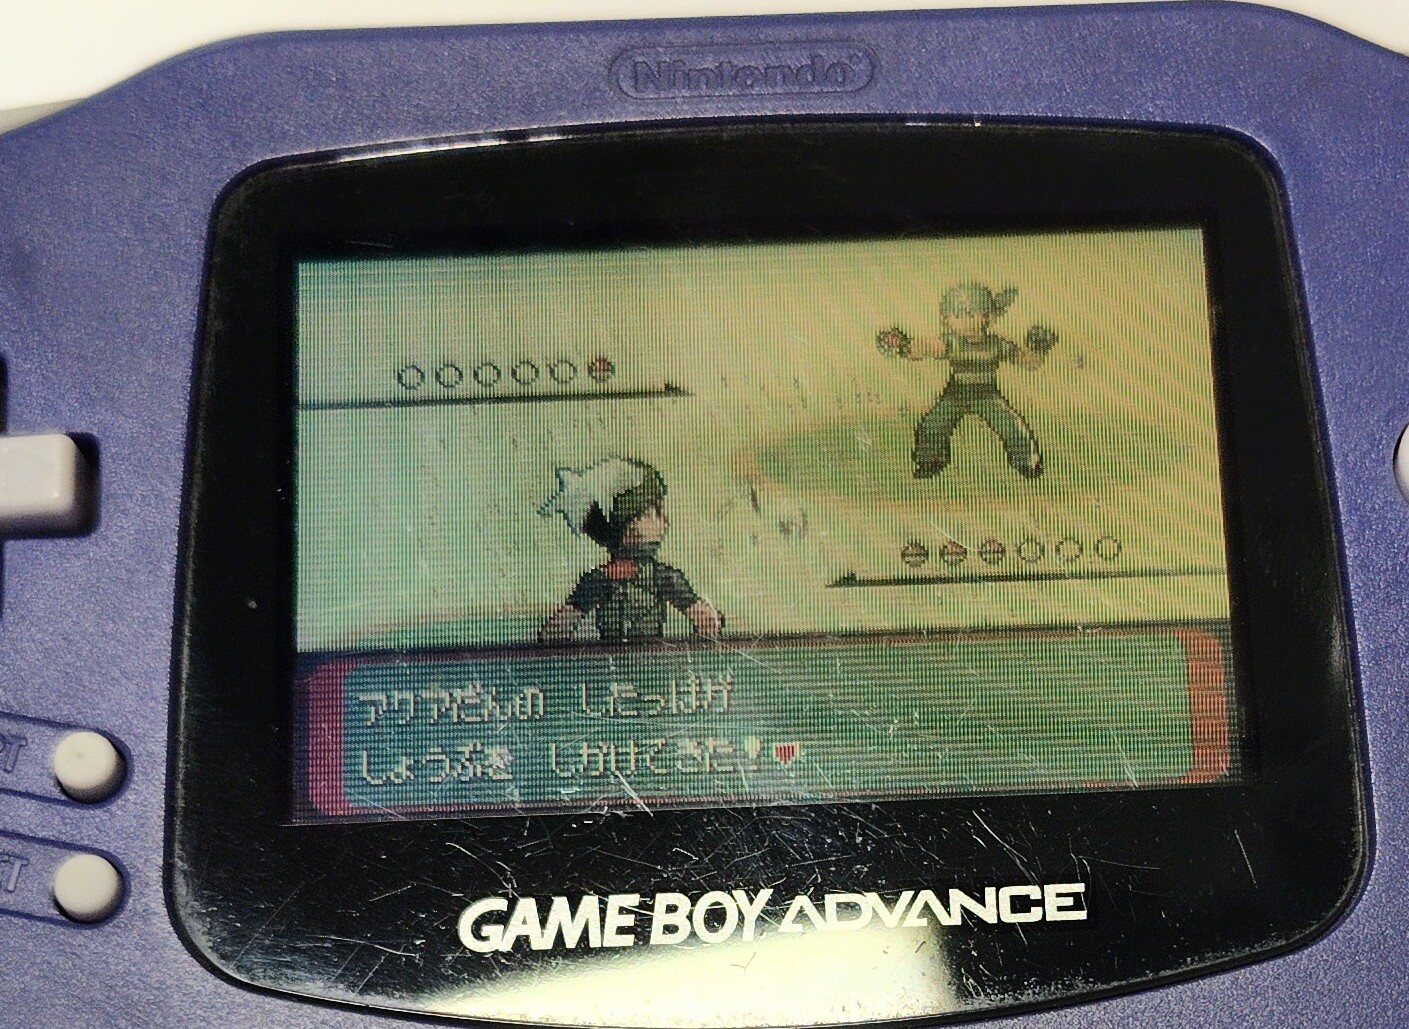 Nintendo
アクアだんの　したっぱが
しょうぶを　しかけてきた!
GAME BOY ADVANCE